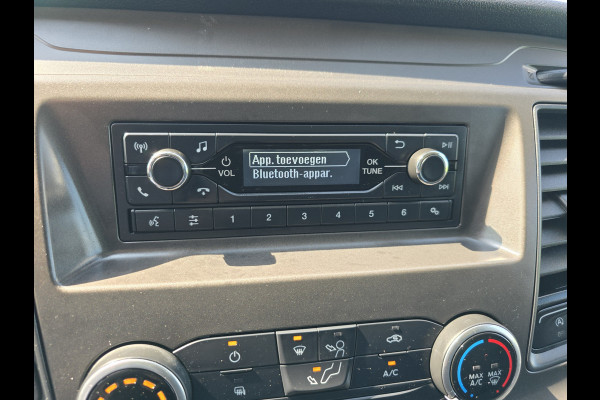 App. toevoegen
Bluetooth-appar.
VOL
OK
TUNE
1 2 3 4 5 6
MAX
A/C
MAX
A/C